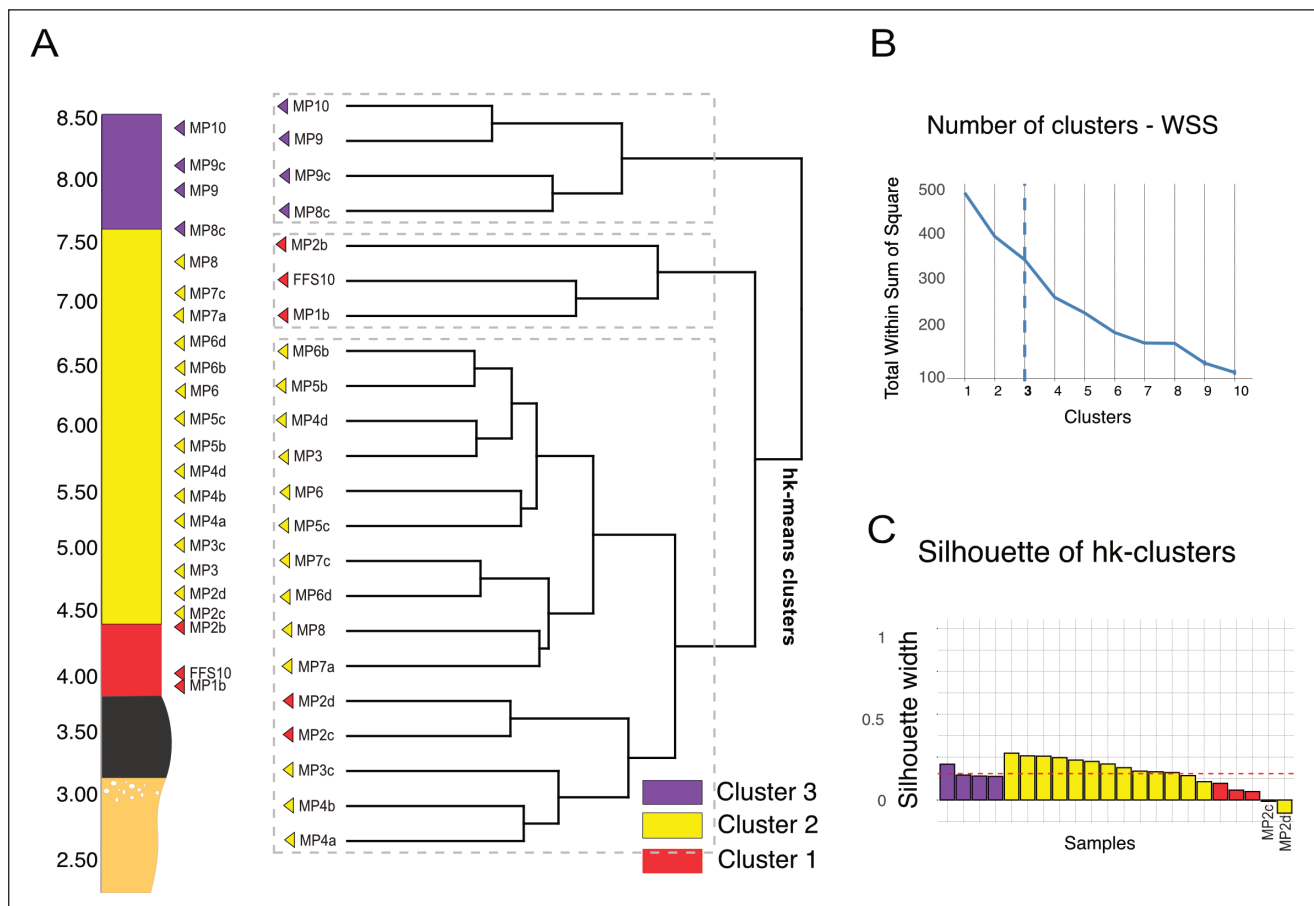 A
8.50
8.00
7.50
7.00
6.50
6.00
5.50
5.00
4.50
4.00
3.50
3.00
2.50
MP10
MP9c
MP9
MP8c
MP8
MP7c
MP7a
MP6d
MP6b
MP6
MP5c
MP5b
MP4d
MP4b
MP4a
MP3c
MP3
MP2d
MP2c
MP2b
FFS10
MP1b
MP10
MP9
MP9c
MP8c
MP2b
FFS10
MP1b
MP6b
MP5b
MP4d
MP3
MP6
MP5c
MP7c
MP6d
MP8
MP7a
MP2d
MP2c
MP3c
MP4b
MP4a
hk-means clusters
Cluster 3
Cluster 2
Cluster 1
B
Number of clusters - WSS
Total Within Sum of Square
500
400
300
200
100
1 2 3 4 5 6 7 8 9 10
Clusters
C
Silhouette of hk-clusters
Silhouette width
1
0.5
0
MP2c
MP2d
Samples